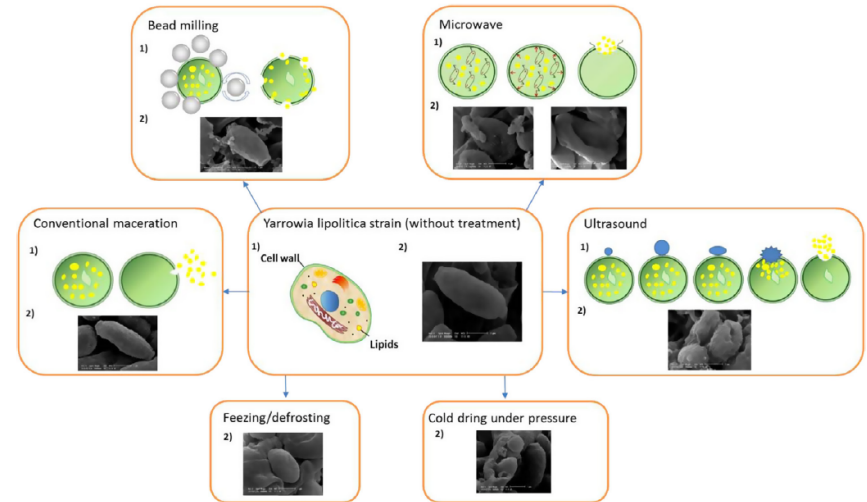 Bead milling
1)
2)
Microwave
1)
2)
Conventional maceration
1)
2)
Yarrowia lipolitica strain (without treatment)
1)
Cell wall
Lipids
2)
Ultrasound
1)
2)
Feezing/defrosting
2)
Cold dring under pressure
2)